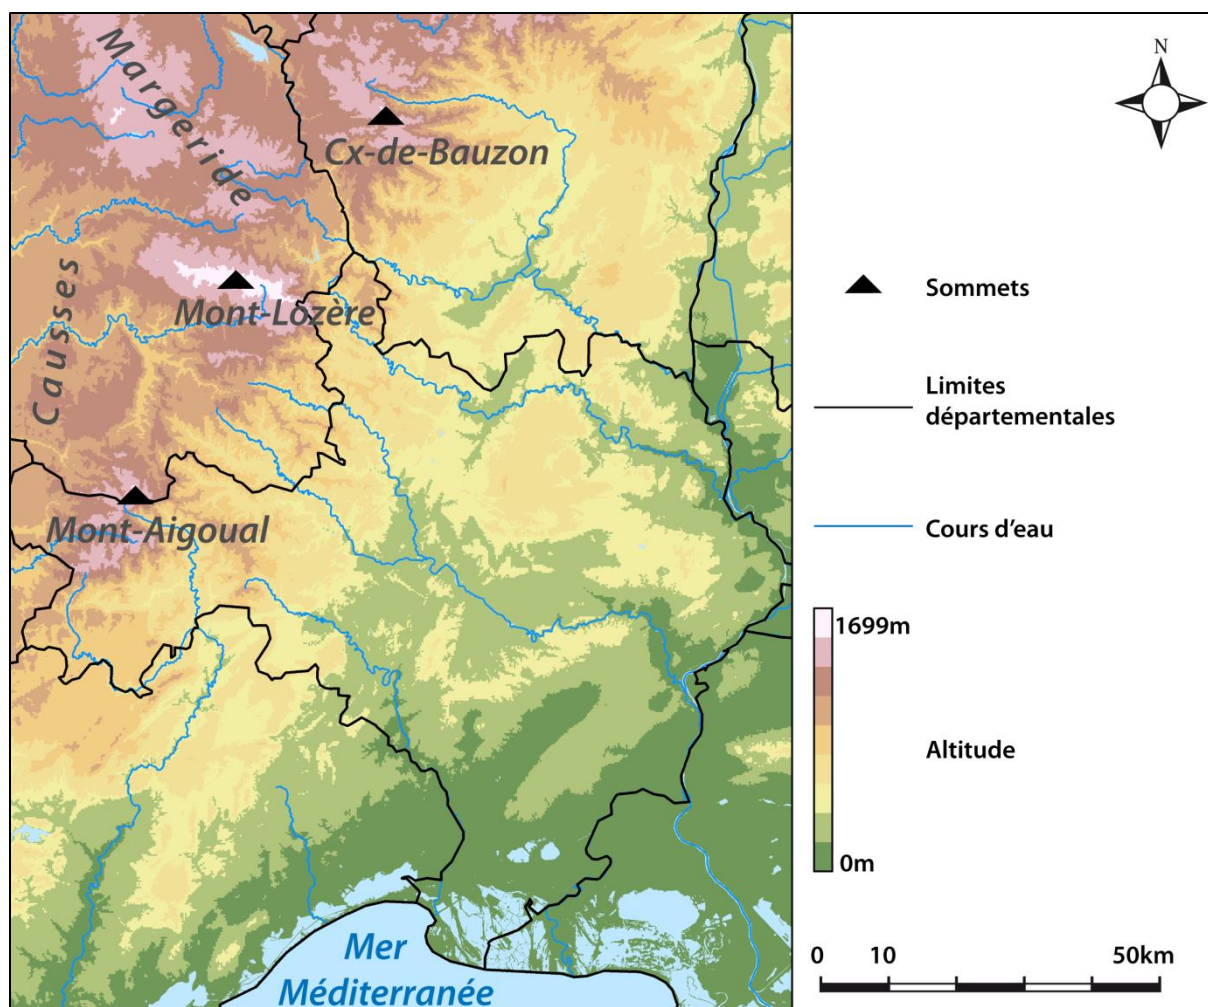 Margeride
Cx-de-Bauzon
Causses
Mont-Lozère
Mont-Aigoual
Mer
Méditerranée
N
Sommets
Limites
départementales
Cours d'eau
1699m
Altitude
0m
0 10 50km